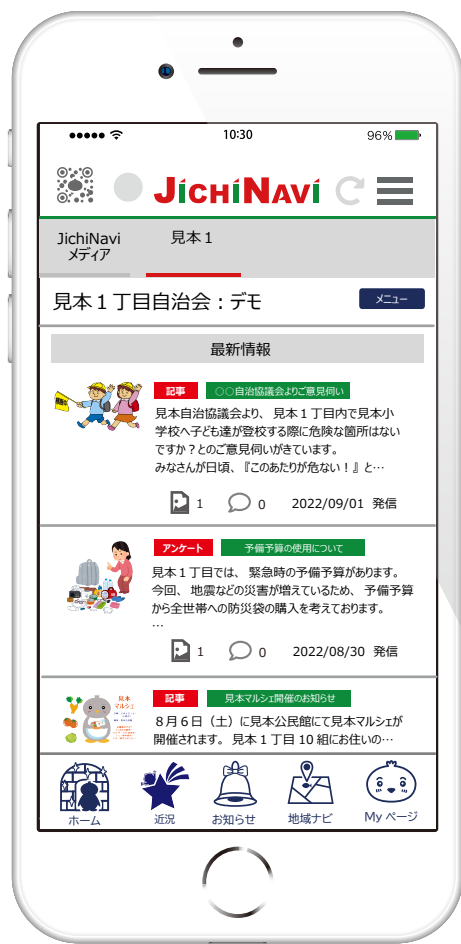 10:30
96%
JíCHíNAVí
JichiNavi
メディア
見本1
見本1丁目自治会：デモ
メニュー
最新情報
記事
○○自治協議会よりご意見伺い
見本自治協議会より、見本1丁目内で見本小
学校へ子ども達が登校する際に危険な箇所はない
ですか？とのご意見伺いがきています。
みなさんが日頃、『このあたりが危ない！』と…
1
0
2022/09/01 発信
アンケート
予備予算の使用について
見本1丁目では、緊急時の予備予算があります。
今回、地震などの災害が増えているため、予備予算
から全世帯への防災袋の購入を考えております。
…
1
0
2022/08/30 発信
見本
マルシェ
記事
見本マルシェ開催のお知らせ
８月６日（土）に見本公民館にて見本マルシェが
開催されます。見本１丁目10組にお住いの…
ホーム
近況
お知らせ
地域ナビ
Myページ